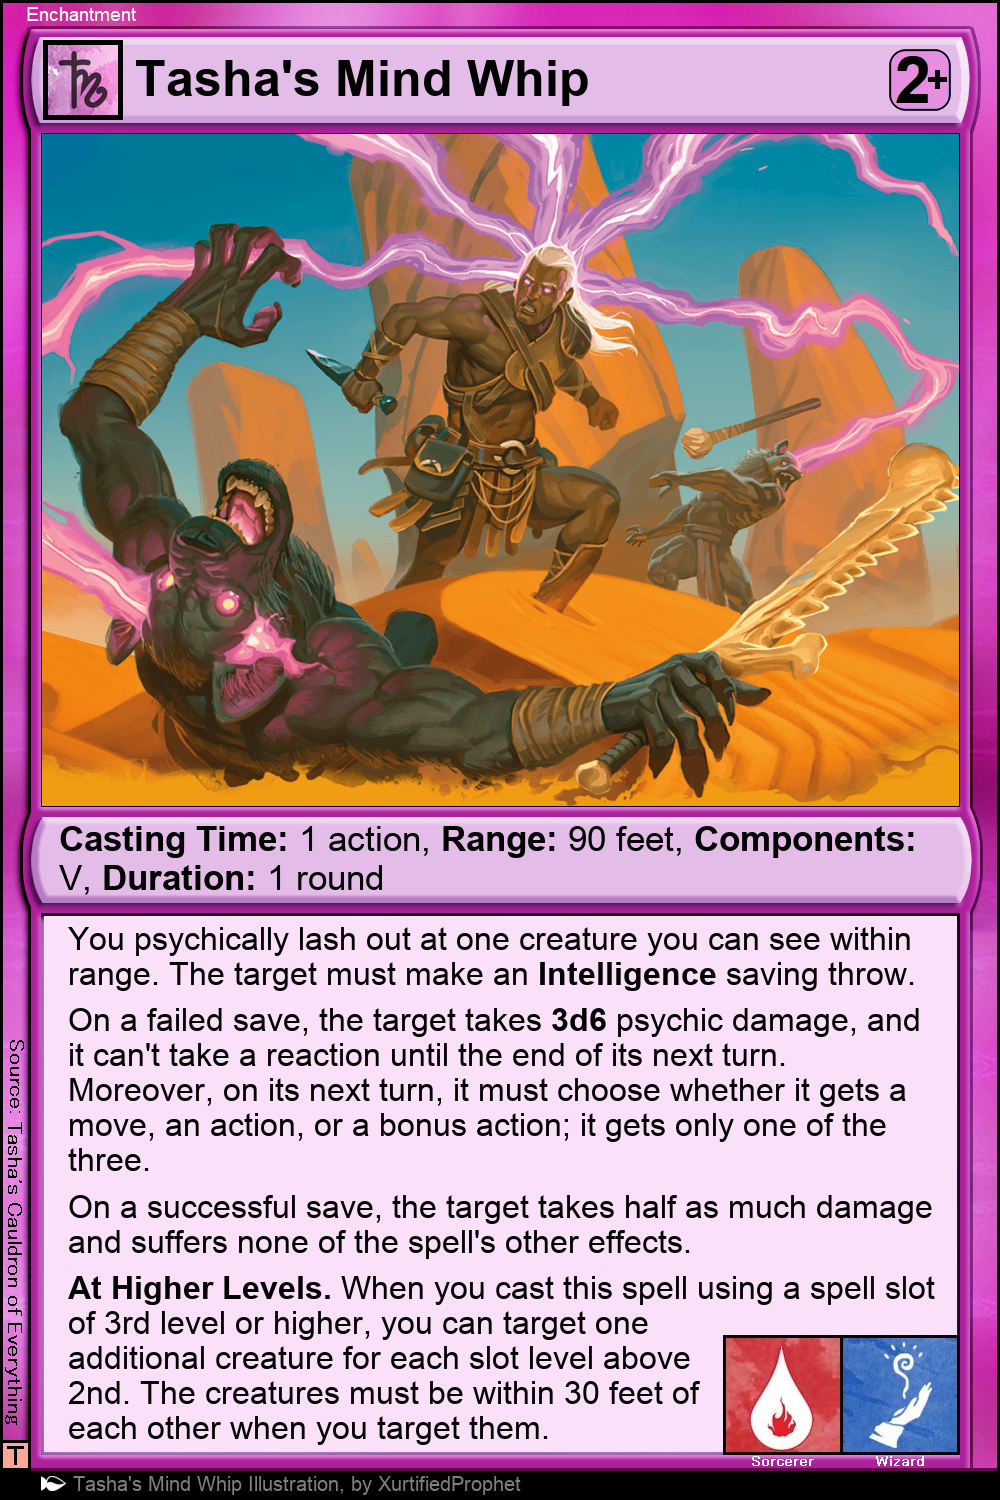 Enchantment
Tasha's Mind Whip
2+
Casting Time: 1 action, Range: 90 feet, Components:
V, Duration: 1 round
You psychically lash out at one creature you can see within
range. The target must make an Intelligence saving throw.
On a failed save, the target takes 3d6 psychic damage, and
it can't take a reaction until the end of its next turn.
Moreover, on its next turn, it must choose whether it gets a
move, an action, or a bonus action; it gets only one of the
three.
On a successful save, the target takes half as much damage
and suffers none of the spell's other effects.
At Higher Levels. When you cast this spell using a spell slot
of 3rd level or higher, you can target one
additional creature for each slot level above
2nd. The creatures must be within 30 feet of
each other when you target them.
Sorcerer
Wizard
Source: Tasha's Cauldron of Everything
T
Tasha's Mind Whip Illustration, by XurtifiedProphet